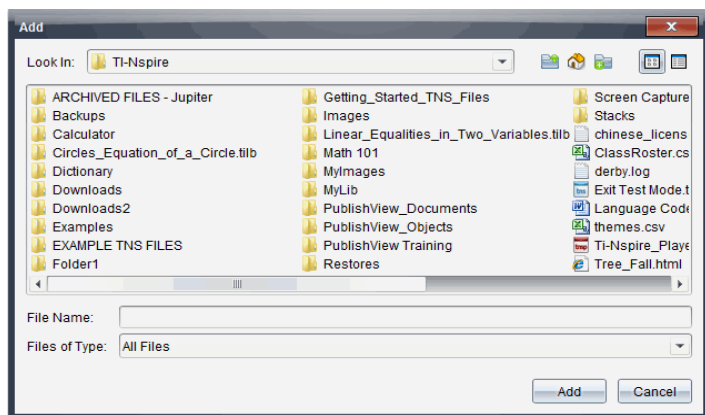 Add
Look In: TI-Nspire
ARCHIVED FILES - Jupiter
Backups
Calculator
Circles_Equation_of_a_Circle.tilb
Dictionary
Downloads
Downloads2
Examples
EXAMPLE TNS FILES
Folder1
Getting_Started_TNS_Files
Images
Linear_Equalities_in_Two_Variables.tilb
Math 101
MyImages
MyLib
PublishView_Documents
PublishView_Objects
PublishView Training
Restores
Screen Capture
Stacks
chinese_licens
ClassRoster.cs
derby.log
Exit Test Mode.t
Language Code
themes.csv
TI-Nspire_Playe
Tree_Fall.html
File Name:
Files of Type: All Files
Add Cancel